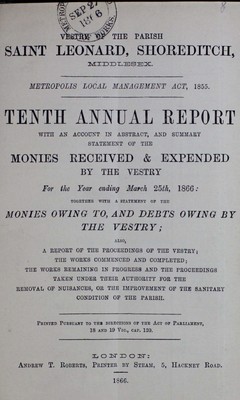 SEP 27
1866
VESTRY OF THE PARISH
SAINT LEONARD, SHOREDITCH,
MIDDLESEX.
METROPOLIS LOCAL MANAGEMENT ACT, 1855.
TENTH ANNUAL REPORT
WITH AN ACCOUNT IN ABSTRACT, AND SUMMARY
STATEMENT OF THE
MONIES RECEIVED & EXPENDED
BY THE VESTRY
For the Year ending March 25th, 1866:
TOGETHER WITH A STATEMENT OF THE
MONIES OWING TO, AND DEBTS OWING BY
THE VESTRY;
ALSO,
A REPORT OF THE PROCEEDINGS OF THE VESTRY;
THE WORKS COMMENCED AND COMPLETED;
THE WORKS REMAINING IN PROGRESS AND THE PROCEEDINGS
TAKEN UNDER THEIR AUTHORITY FOR THE
REMOVAL OF NUISANCES, OR THE IMPROVEMENT OF THE SANITARY
CONDITION OF THE PARISH.
PRINTED PURSUANT TO THE DIRECTIONS OF THE ACT OF PARLIAMENT,
18 AND 19 VIC., CAP. 120.
LONDON:
ANDREW T. ROBERTS, PRINTER BY STEAM, 5, HACKNEY ROAD.
1866.